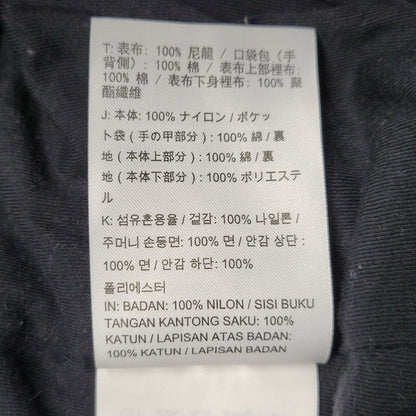 T: 表布: 100% 尼龍 / 口袋包 (手
背側) : 100% 棉 / 表布上部裡布:
100% 棉 / 表布下身裡布: 100% 聚
酯纖維
J: 本体: 100% ナイロン / ポケッ
ト袋 ( 手の甲部分 ) : 100% 綿 / 裏
地 ( 本体上部分 ) : 100% 綿 / 裏
地 ( 本体下部分 ) : 100% ポリエステ
ル
K: 섬유혼용율 / 겉감: 100% 나일론 /
주머니 손등면: 100% 면 / 안감 상단 :
100% 면 / 안감 하단: 100%
폴리에스터
IN: BADAN: 100% NILON / SISI BUKU
TANGAN KANTONG SAKU: 100%
KATUN / LAPISAN ATAS BADAN:
100% KATUN / LAPISAN BADAN